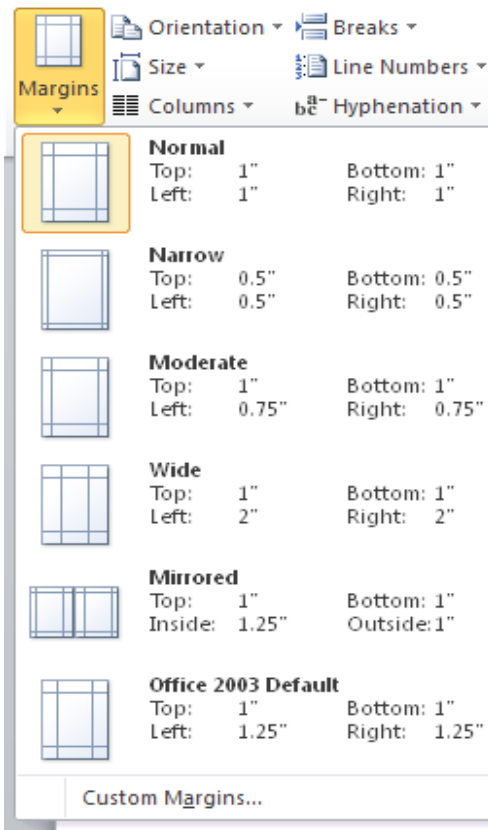 Margins
Orientation
Size
Columns
Breaks
Line Numbers
Hyphenation
Normal
Top: 1" Bottom: 1"
Left: 1" Right: 1"
Narrow
Top: 0.5" Bottom: 0.5"
Left: 0.5" Right: 0.5"
Moderate
Top: 1" Bottom: 1"
Left: 0.75" Right: 0.75"
Wide
Top: 1" Bottom: 1"
Left: 2" Right: 2"
Mirrored
Top: 1" Bottom: 1"
Inside: 1.25" Outside: 1"
Office 2003 Default
Top: 1" Bottom: 1"
Left: 1.25" Right: 1.25"
Custom Margins...